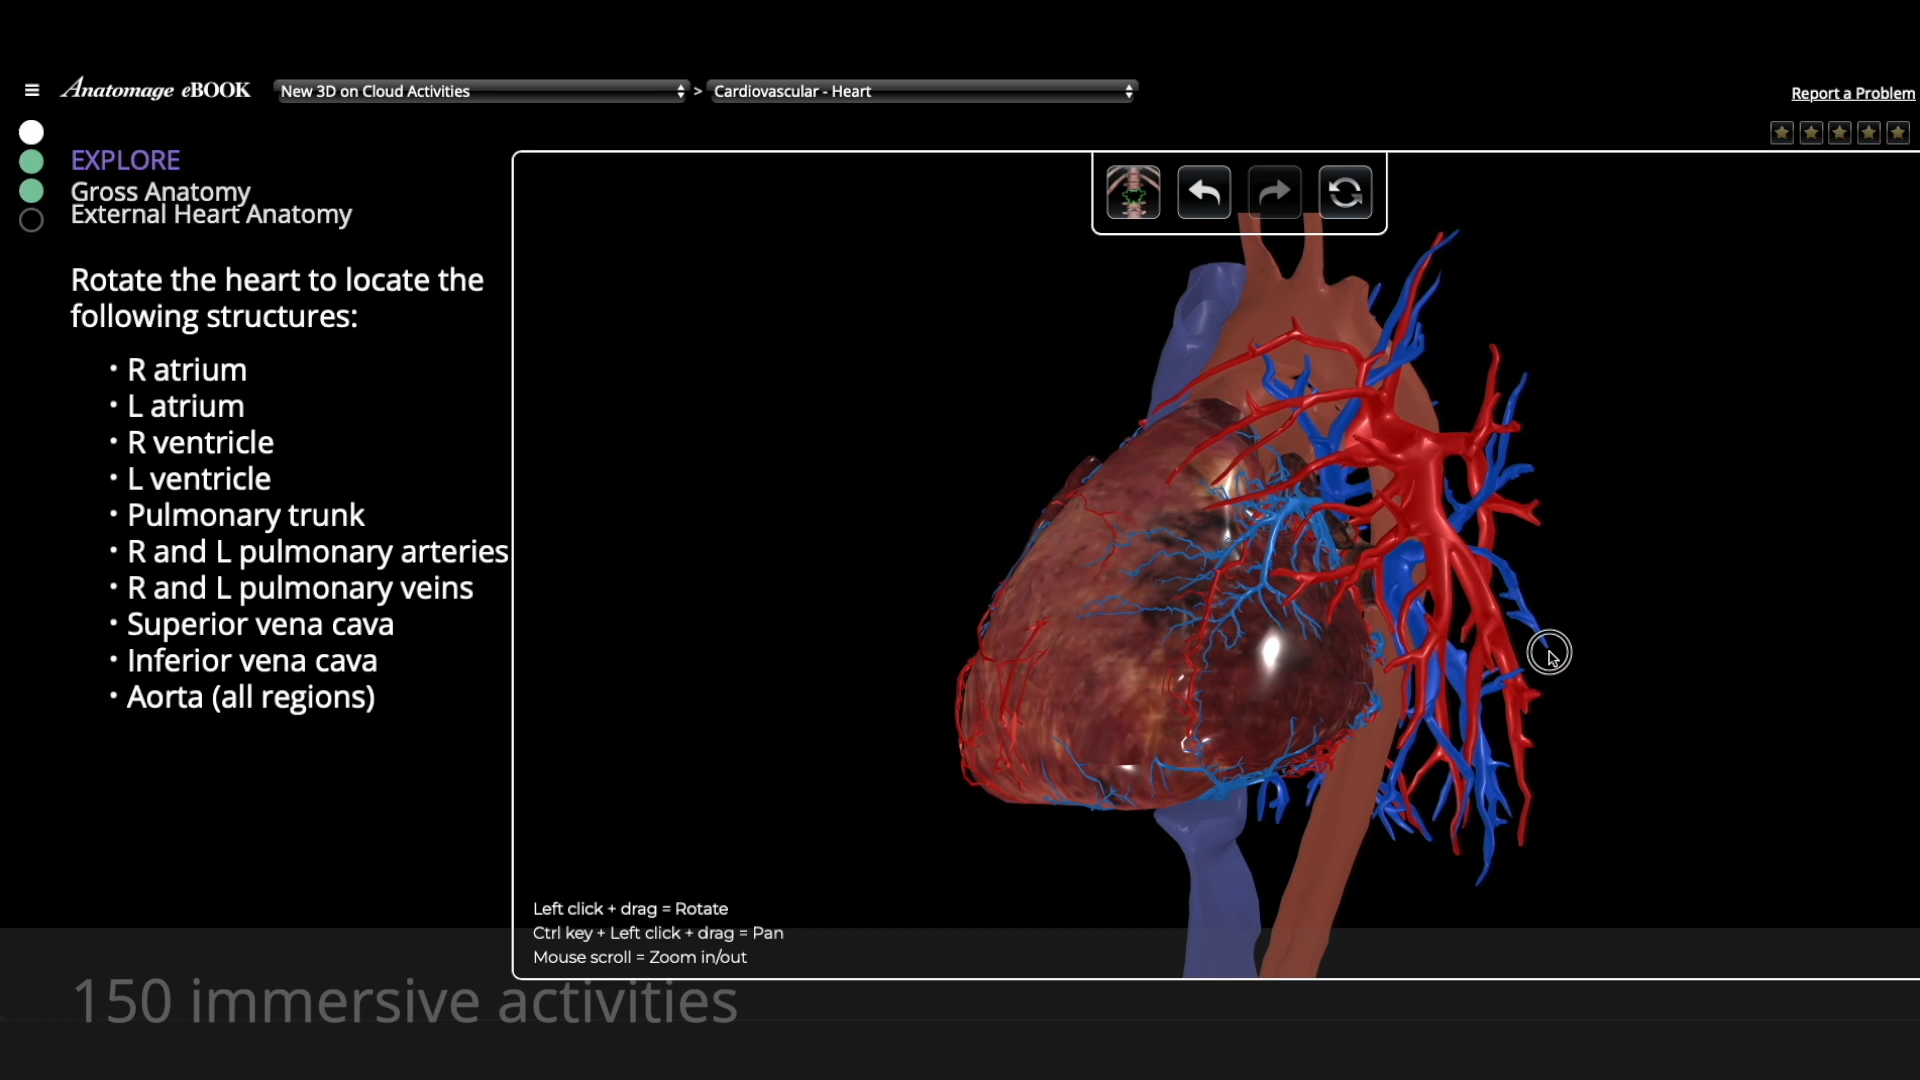 Anatomage eBOOK
New 3D on Cloud Activities > Cardiovascular - Heart
Report a Problem
EXPLORE
Gross Anatomy
External Heart Anatomy
Rotate the heart to locate the
following structures:
• R atrium
• L atrium
• R ventricle
• L ventricle
• Pulmonary trunk
• R and L pulmonary arteries
• R and L pulmonary veins
• Superior vena cava
• Inferior vena cava
• Aorta (all regions)
Left click + drag = Rotate
Ctrl key + Left click + drag = Pan
Mouse scroll = Zoom in/out
150 immersive activities